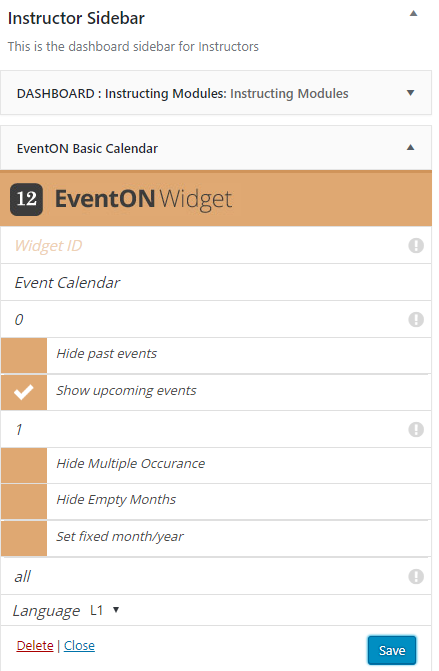 Instructor Sidebar
This is the dashboard sidebar for Instructors
DASHBOARD : Instructing Modules: Instructing Modules
EventON Basic Calendar
12 EventON Widget
Widget ID
Event Calendar
0
Hide past events
Show upcoming events
1
Hide Multiple Occurance
Hide Empty Months
Set fixed month/year
all
Language L1
Delete | Close
Save